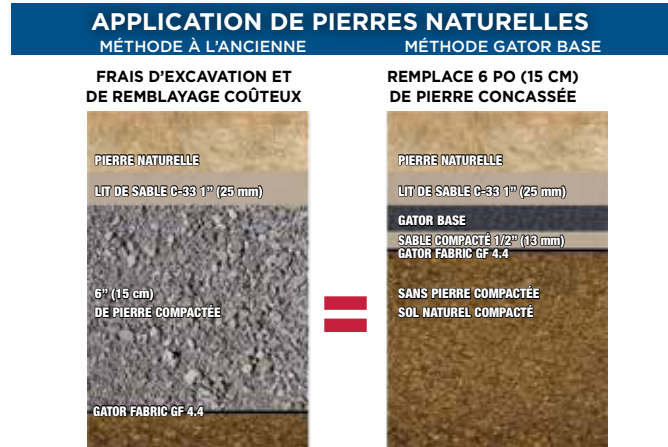 APPLICATION DE PIERRES NATURELLES
MÉTHODE À L'ANCIENNE
MÉTHODE GATOR BASE
FRAIS D'EXCAVATION ET
DE REMBLAYAGE COÛTEUX
REMPLACE 6 PO (15 CM)
DE PIERRE CONCASSÉE
PIERRE NATURELLE
LIT DE SABLE C-33 1" (25 mm)
6" (15 cm)
DE PIERRE COMPACTÉE
GATOR FABRIC GF 4.4
PIERRE NATURELLE
LIT DE SABLE C-33 1" (25 mm)
GATOR BASE
SABLE COMPACTÉ 1/2" (13 mm)
GATOR FABRIC GF 4.4
SANS PIERRE COMPACTÉE
SOL NATUREL COMPACTÉ